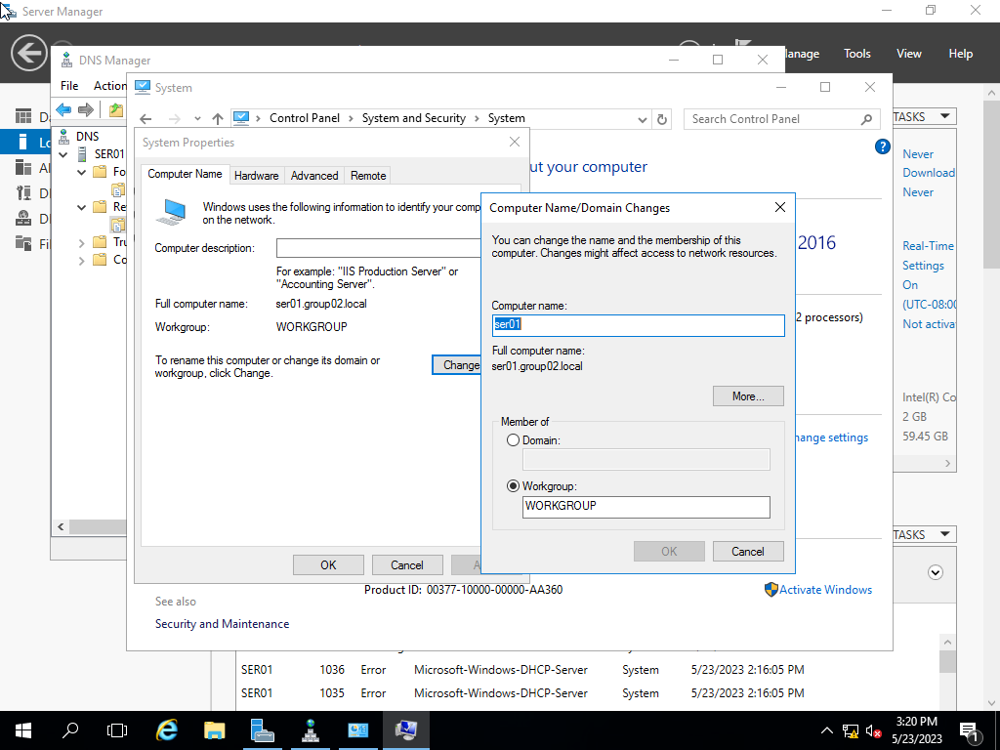 Server Manager
Manage
Tools
View
Help
DNS Manager
File
Action
DNS
SER01
Fo
Re
Tru
Co
System
Control Panel
System and Security
System
Search Control Panel
System Properties
Computer Name
Hardware
Advanced
Remote
Windows uses the following information to identify your comp
on the network.
Computer description:
For example: "IIS Production Server" or
"Accounting Server".
Full computer name:
ser01.group02.local
Workgroup:
WORKGROUP
To rename this computer or change its domain or
workgroup, click Change.
Change
OK
Cancel
A
ut your computer
2016
2 processors)
hange settings
Computer Name/Domain Changes
You can change the name and the membership of this
computer. Changes might affect access to network resources.
Computer name:
ser01
Full computer name:
ser01.group02.local
More...
Member of
Domain:
Workgroup:
WORKGROUP
OK
Cancel
Product ID: 00377-10000-00000-AA360
Activate Windows
See also
Security and Maintenance
TASKS
Never
Download
Never
Real-Time
Settings
On
(UTC-08:00
Not activa
Intel(R) Co
2 GB
59.45 GB
TASKS
SER01 1036 Error Microsoft-Windows-DHCP-Server System 5/23/2023 2:16:05 PM
SER01 1035 Error Microsoft-Windows-DHCP-Server System 5/23/2023 2:16:05 PM
3:20 PM
5/23/2023
1